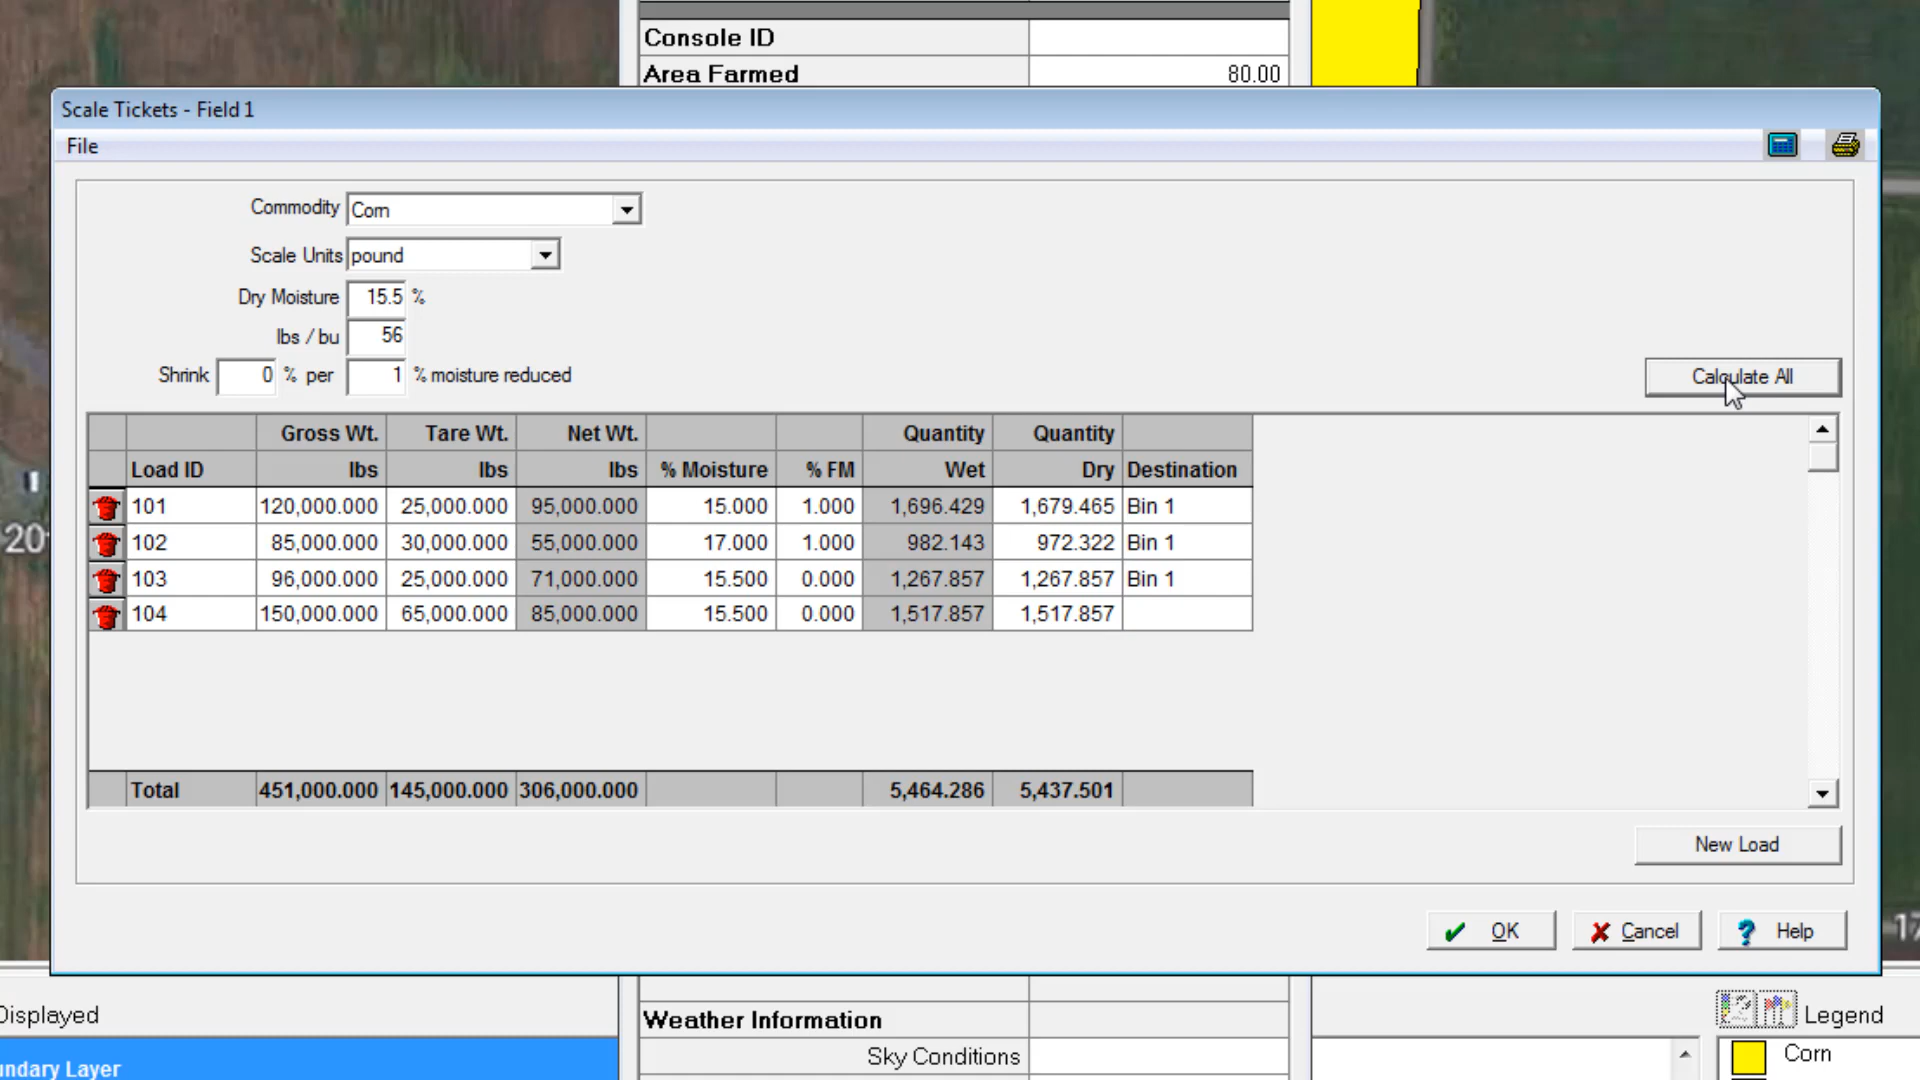 Console ID
Area Farmed 80.00
Scale Tickets - Field 1
File
Commodity Corn
Scale Units pound
Dry Moisture 15.5 %
lbs / bu 56
Shrink 0 % per 1 % moisture reduced
Calculate All
Gross Wt. Tare Wt. Net Wt. Quantity Quantity
Load ID lbs lbs lbs % Moisture % FM Wet Dry Destination
101 120,000.000 25,000.000 95,000.000 15.000 1.000 1,696.429 1,679.465 Bin 1
102 85,000.000 30,000.000 55,000.000 17.000 1.000 982.143 972.322 Bin 1
103 96,000.000 25,000.000 71,000.000 15.500 0.000 1,267.857 1,267.857 Bin 1
104 150,000.000 65,000.000 85,000.000 15.500 0.000 1,517.857 1,517.857
Total 451,000.000 145,000.000 306,000.000 5,464.286 5,437.501
New Load
OK Cancel Help
20
17
Displayed
Weather Information
Legend
Sky Conditions
Corn
undary Layer